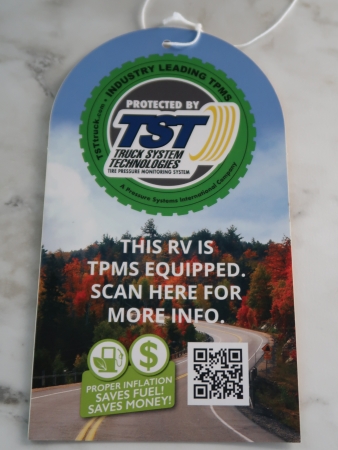 TSTtruck.com • INDUSTRY LEADING TPMS
PROTECTED BY
TST
TRUCK SYSTEM
TECHNOLOGIES
TIRE PRESSURE MONITORING SYSTEM
A Pressure Systems International Company
THIS RV IS
TPMS EQUIPPED.
SCAN HERE FOR
MORE INFO.
$
PROPER INFLATION
SAVES FUEL!
SAVES MONEY!